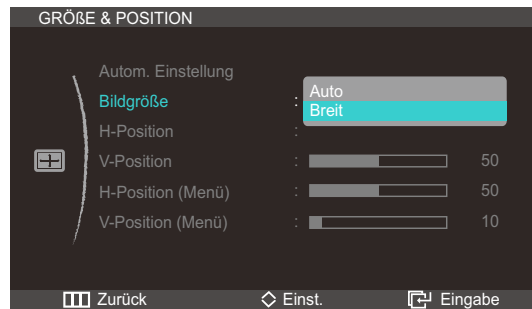 GRÖßE & POSITION
Autom. Einstellung
Bildgröße :
Auto
Breit
H-Position :
V-Position : 50
H-Position (Menü) : 50
V-Position (Menü) : 10
Zurück Einst. Eingabe